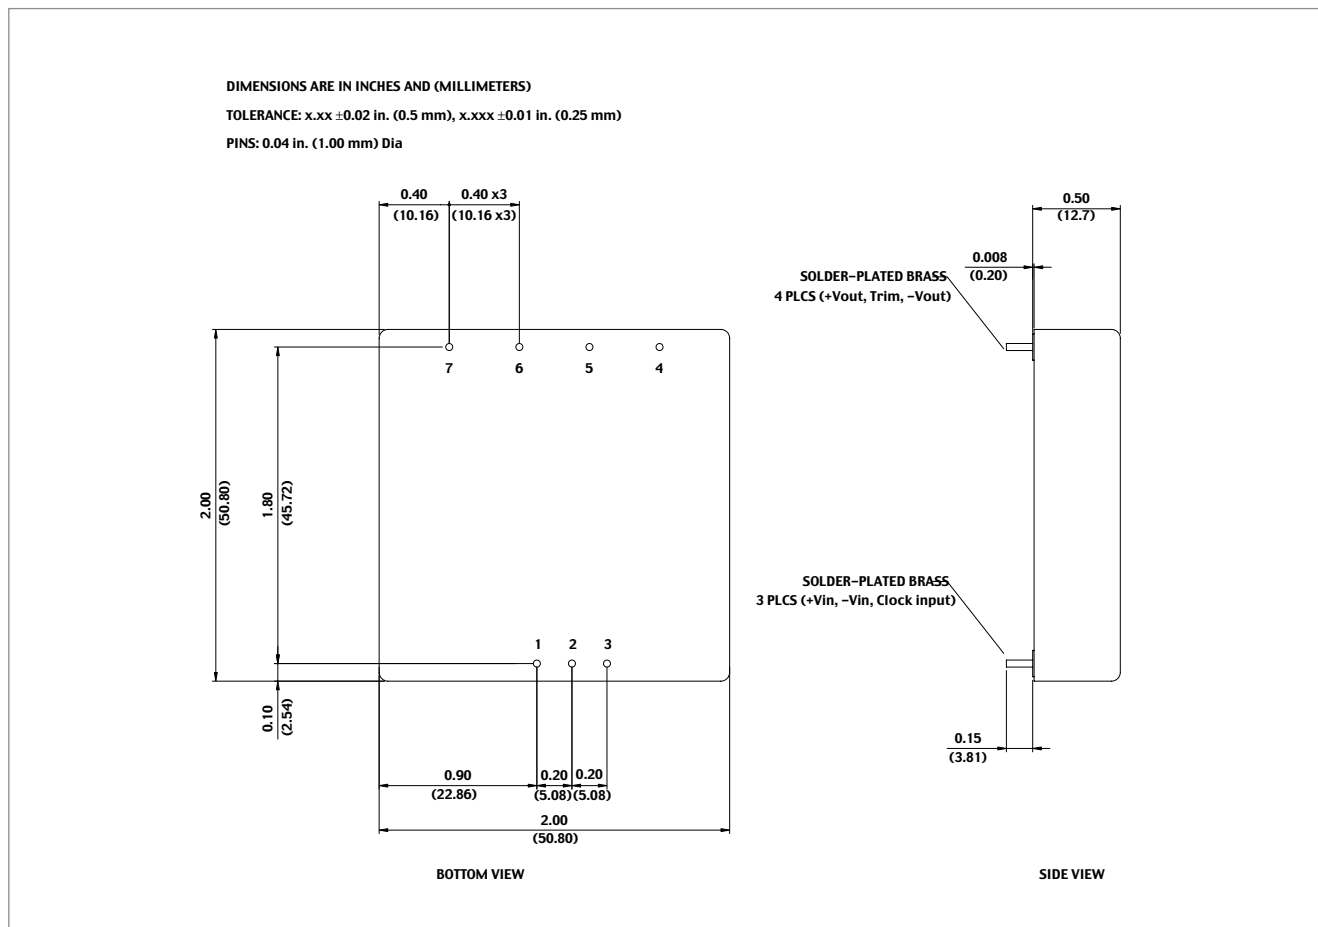 DIMENSIONS ARE IN INCHES AND (MILLIMETERS)
TOLERANCE: x.xx ±0.02 in. (0.5 mm), x.xxx ±0.01 in. (0.25 mm)
PINS: 0.04 in. (1.00 mm) Dia
0.40
(10.16)
0.40 x3
(10.16 x3)
0.50
(12.7)
0.008
(0.20)
SOLDER–PLATED BRASS
4 PLCS (+Vout, Trim, –Vout)
7
6
5
4
2.00
(50.80)
1.80
(45.72)
SOLDER–PLATED BRASS
3 PLCS (+Vin, –Vin, Clock input)
1
2
3
0.10
(2.54)
0.15
(3.81)
0.90
(22.86)
0.20
(5.08)
0.20
(5.08)
2.00
(50.80)
BOTTOM VIEW
SIDE VIEW